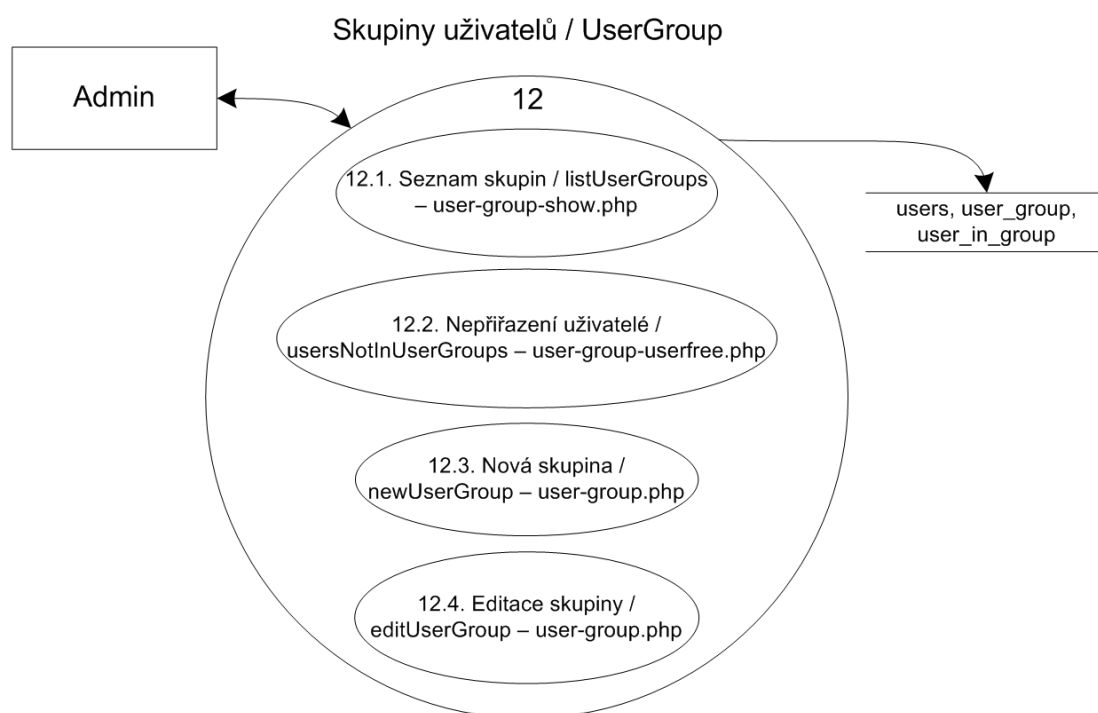 Skupiny uživatelů / UserGroup
Admin
12
12.1. Seznam skupin / listUserGroups
– user-group-show.php
users, user_group,
user_in_group
12.2. Nepřiřazení uživatelé /
usersNotInUserGroups – user-group-userfree.php
12.3. Nová skupina /
newUserGroup – user-group.php
12.4. Editace skupiny /
editUserGroup – user-group.php